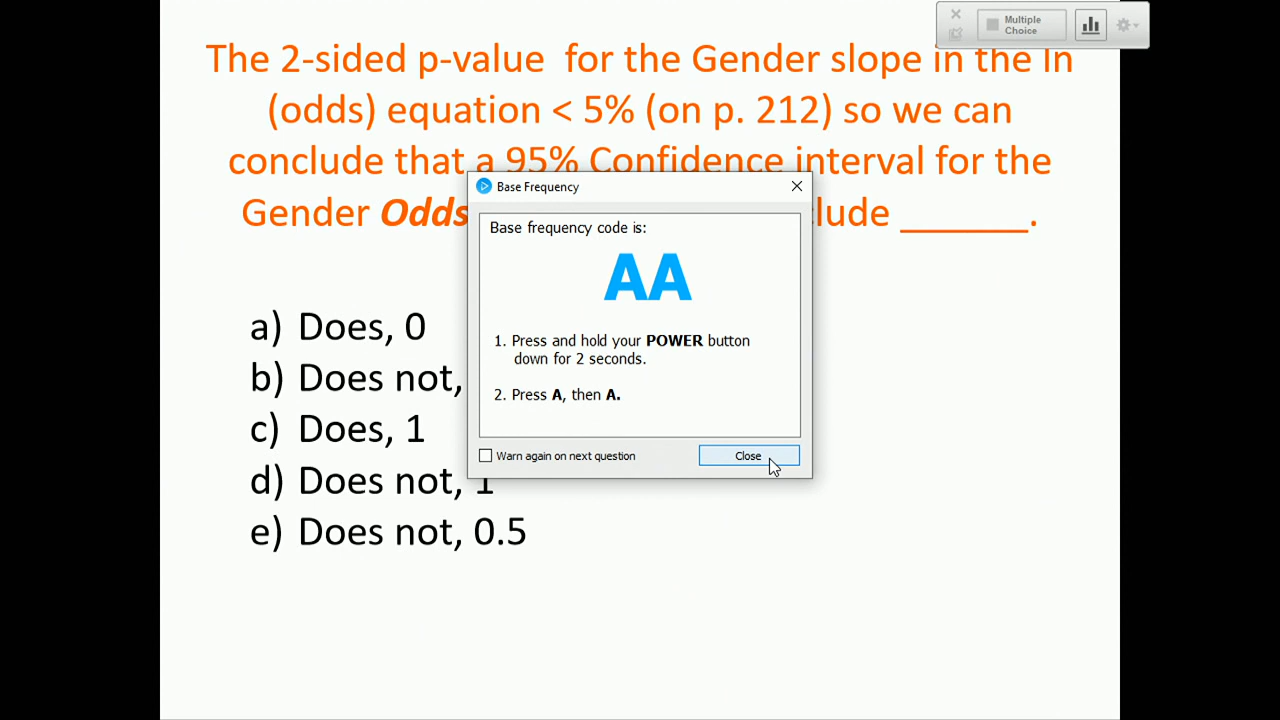 Multiple
Choice
The 2-sided p-value for the Gender slope in the ln
(odds) equation < 5% (on p. 212) so we can
conclude that a 95% Confidence interval for the
Gender Odds
clude _______.
a) Does, 0
b) Does not,
c) Does, 1
d) Does not, 1
e) Does not, 0.5
Base Frequency
Base frequency code is:
AA
1. Press and hold your POWER button
down for 2 seconds.
2. Press A, then A.
Warn again on next question
Close